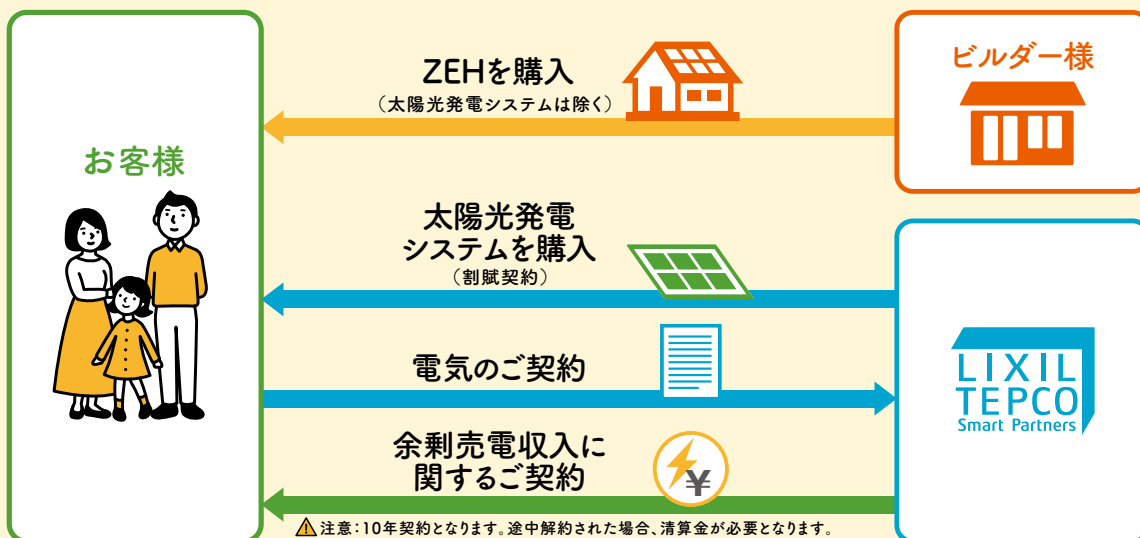 お客様
ZEHを購入
（太陽光発電システムは除く）
ビルダー様
太陽光発電
システムを購入
（割賦契約）
電気のご契約
余剰売電収入に
関するご契約
¥
注意：10年契約となります。途中解約された場合、清算金が必要となります。
LIXIL
TEPCO
Smart Partners